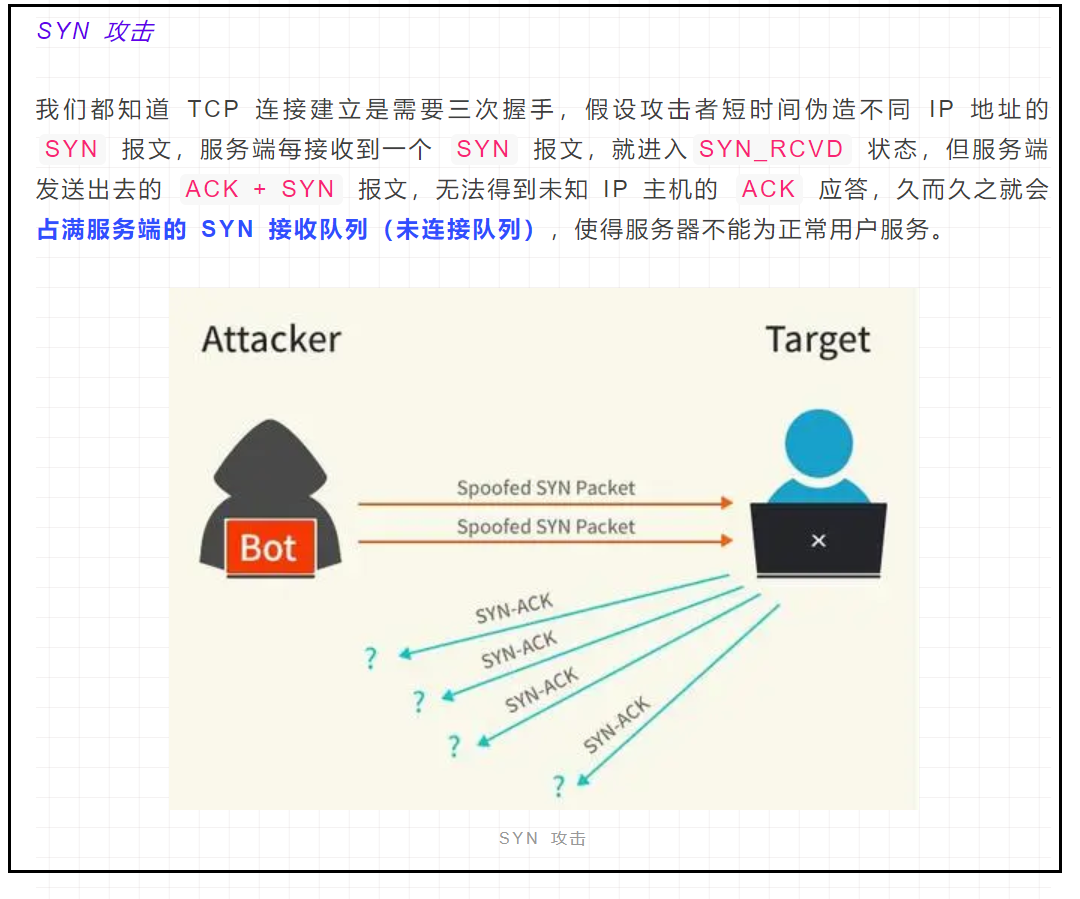 SYN 攻击
我们都知道 TCP 连接建立是需要三次握手，假设攻击者短时间伪造不同 IP 地址的
SYN 报文，服务端每接收到一个 SYN 报文，就进入 SYN_RCVD 状态，但服务端
发送出去的 ACK + SYN 报文，无法得到未知 IP 主机的 ACK 应答，久而久之就会
占满服务端的 SYN 接收队列（未连接队列），使得服务器不能为正常用户服务。
Attacker
Target
Spoofed SYN Packet
Spoofed SYN Packet
Bot
SYN-ACK
?
SYN-ACK
?
SYN-ACK
?
SYN-ACK
?
SYN 攻击